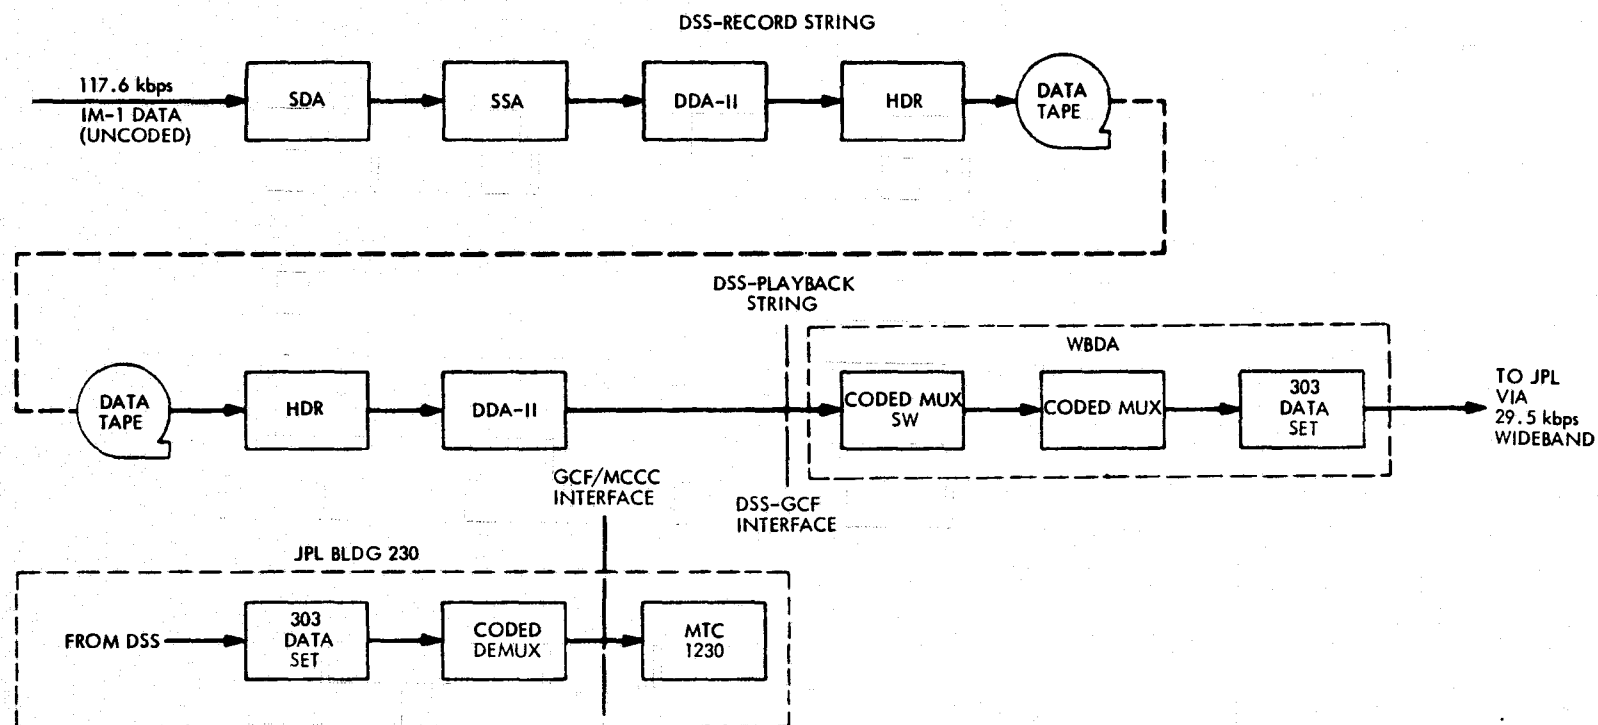 DSS-RECORD STRING
117.6 kbps
IM-1 DATA
(UNCODED)
SDA
SSA
DDA-II
HDR
DATA
TAPE
DSS-PLAYBACK
STRING
DATA
TAPE
HDR
DDA-II
WBDA
CODED MUX
SW
CODED MUX
303
DATA
SET
TO JPL
VIA
29.5 kbps
WIDEBAND
GCF/MCCC
INTERFACE
DSS-GCF
INTERFACE
JPL BLDG 230
FROM DSS
303
DATA
SET
CODED
DEMUX
MTC
1230